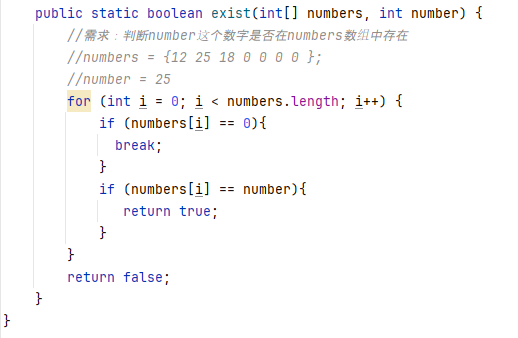 public static boolean exist(int[] numbers, int number) {
//需求：判断number这个数字是否在numbers数组中存在
//numbers = {12 25 18 0 0 0 0 };
//number = 25
for (int i = 0; i < numbers.length; i++) {
if (numbers[i] == 0){
break;
}
if (numbers[i] == number){
return true;
}
}
return false;
}
}